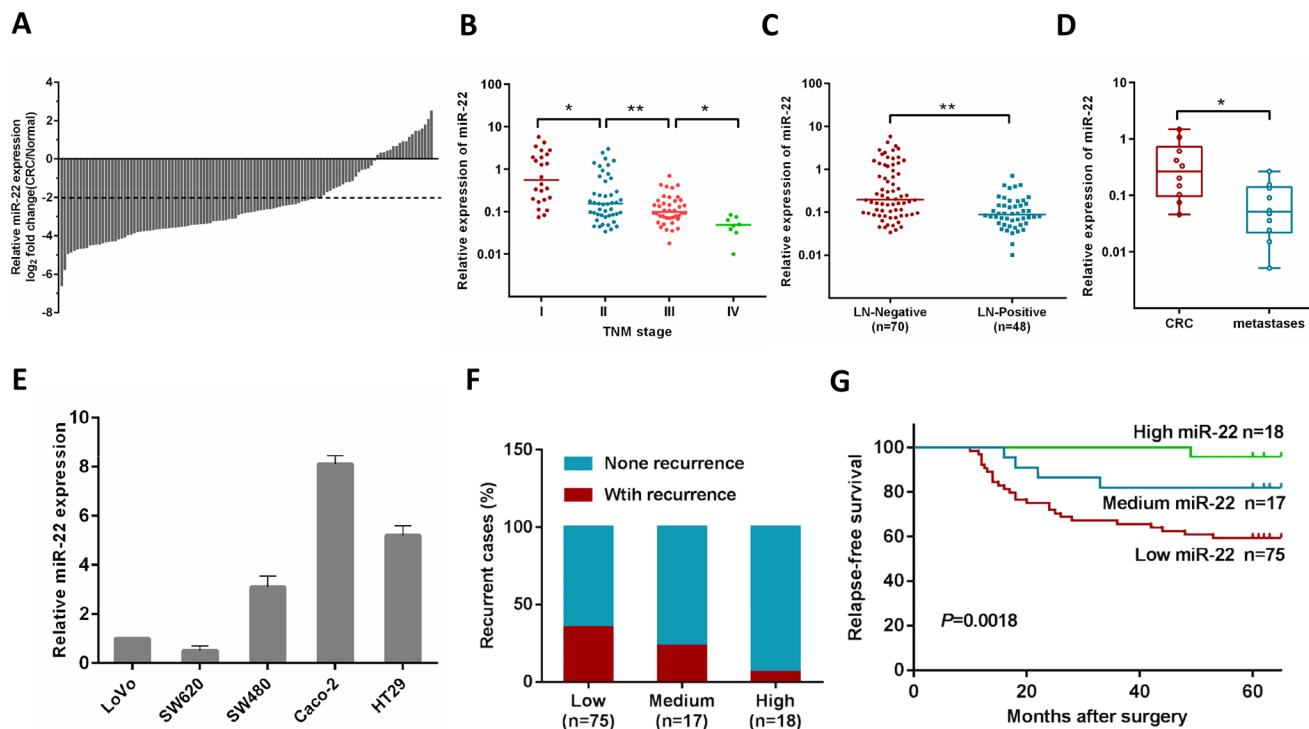 A
Relative miR-22 expression
log2 fold change(CRC/Normal)
4
2
0
-2
-4
-6
-8
B
Relative expression of miR-22
100
10
1
0.1
0.01
*
**
*
I II III IV
TNM stage
C
Relative expression of miR-22
100
10
1
0.1
0.01
**
LN-Negative LN-Positive
(n=70) (n=48)
D
Relative expression of miR-22
10
1
0.1
0.01
*
CRC metastases
E
Relative miR-22 expression
10
8
6
4
2
0
LoVo SW620 SW480 Caco-2 HT29
F
Recurrent cases (%)
150
100
50
0
None recurrence
Wtih recurrence
Low Medium High
(n=75) (n=17) (n=18)
G
Relapse-free survival
100
80
60
40
20
0
High miR-22 n=18
Medium miR-22 n=17
Low miR-22 n=75
P=0.0018
0 20 40 60
Months after surgery